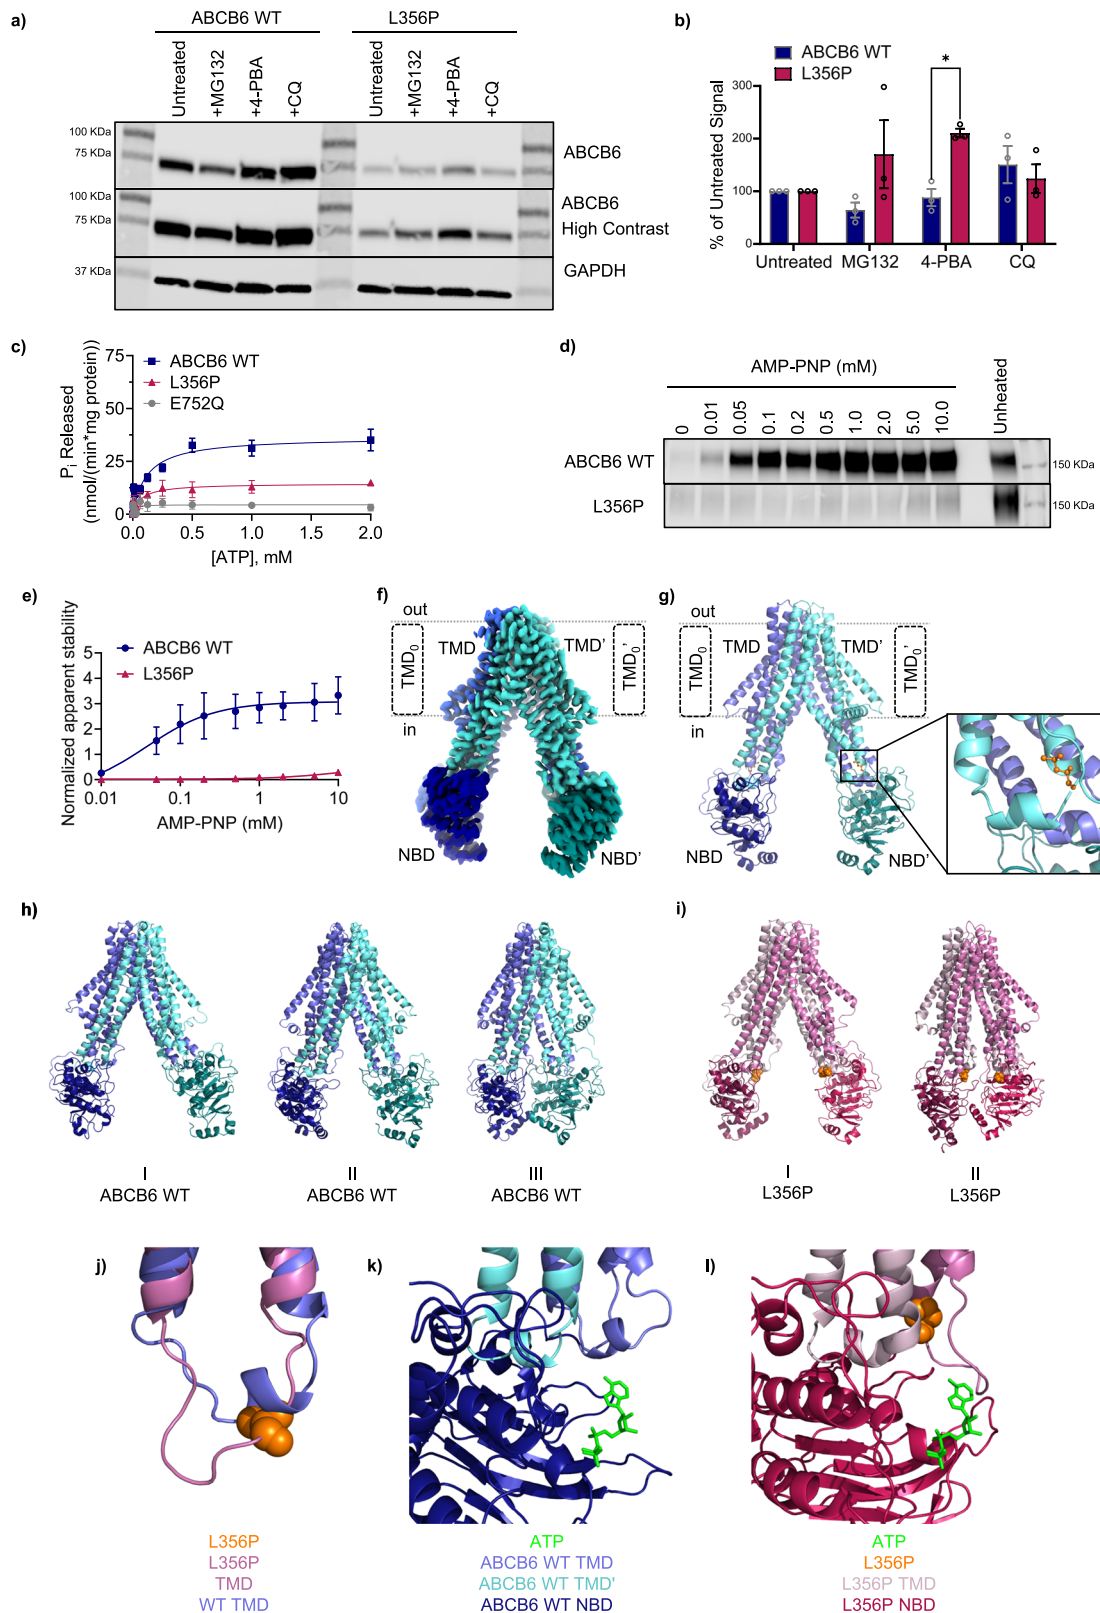 a)
ABCB6 WT
L356P
Untreated
+MG132
+4-PBA
+CQ
Untreated
+MG132
+4-PBA
+CQ
100 KDa
75 KDa
ABCB6
100 KDa
75 KDa
ABCB6
High Contrast
37 KDa
GAPDH
b)
ABCB6 WT
L356P
*
% of Untreated Signal
300
200
100
0
Untreated
MG132
4-PBA
CQ
c)
ABCB6 WT
L356P
E752Q
Pi Released
(nmol/(min*mg protein))
75
50
25
0
0.0
0.5
1.0
1.5
2.0
[ATP], mM
d)
AMP-PNP (mM)
0
0.01
0.05
0.1
0.2
0.5
1.0
2.0
5.0
10.0
Unheated
ABCB6 WT
150 KDa
L356P
150 KDa
e)
ABCB6 WT
L356P
Normalized apparent stability
5
4
3
2
1
0
0.01
0.1
1
10
AMP-PNP (mM)
f)
out
TMD0
TMD
TMD'
TMD0'
in
NBD
NBD'
g)
out
TMD0
TMD
TMD'
TMD0'
in
NBD
NBD'
h)
I
ABCB6 WT
II
ABCB6 WT
III
ABCB6 WT
i)
I
L356P
II
L356P
j)
L356P
L356P
TMD
WT TMD
k)
ATP
ABCB6 WT TMD
ABCB6 WT TMD'
ABCB6 WT NBD
l)
ATP
L356P
L356P TMD
L356P NBD